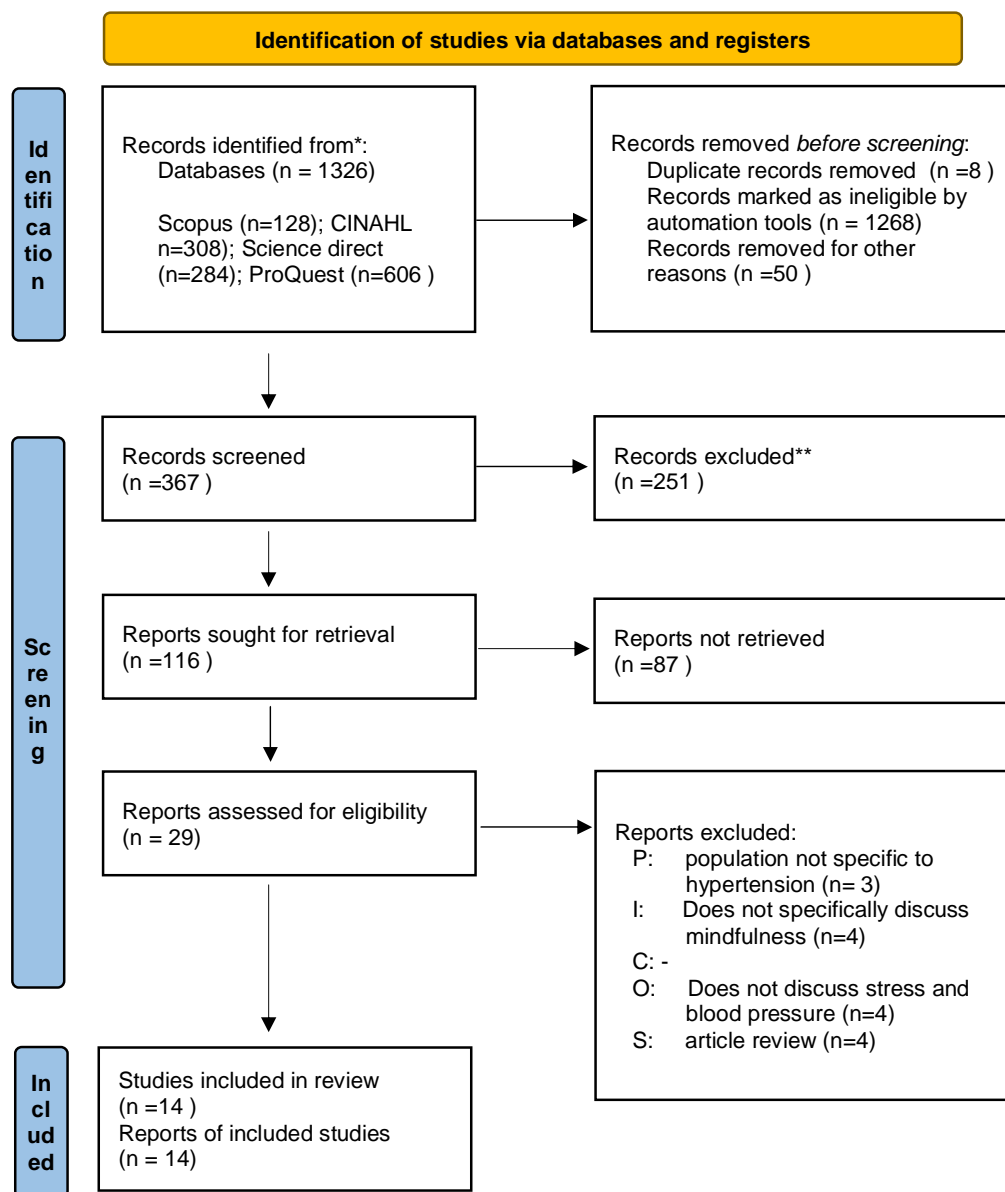 Identification of studies via databases and registers
Id
en
tifi
ca
tio
n
Records identified from*:
Databases (n = 1326)
Scopus (n=128); CINAHL
n=308); Science direct
(n=284); ProQuest (n=606 )
Records removed before screening:
Duplicate records removed (n =8 )
Records marked as ineligible by
automation tools (n = 1268)
Records removed for other
reasons (n =50 )
Sc
re
en
in
g
Records screened
(n =367 )
Records excluded**
(n =251 )
Reports sought for retrieval
(n =116 )
Reports not retrieved
(n =87 )
Reports assessed for eligibility
(n = 29)
Reports excluded:
P: population not specific to
hypertension (n= 3)
I: Does not specifically discuss
mindfulness (n=4)
C: -
O: Does not discuss stress and
blood pressure (n=4)
S: article review (n=4)
In
cl
ud
ed
Studies included in review
(n =14 )
Reports of included studies
(n = 14)